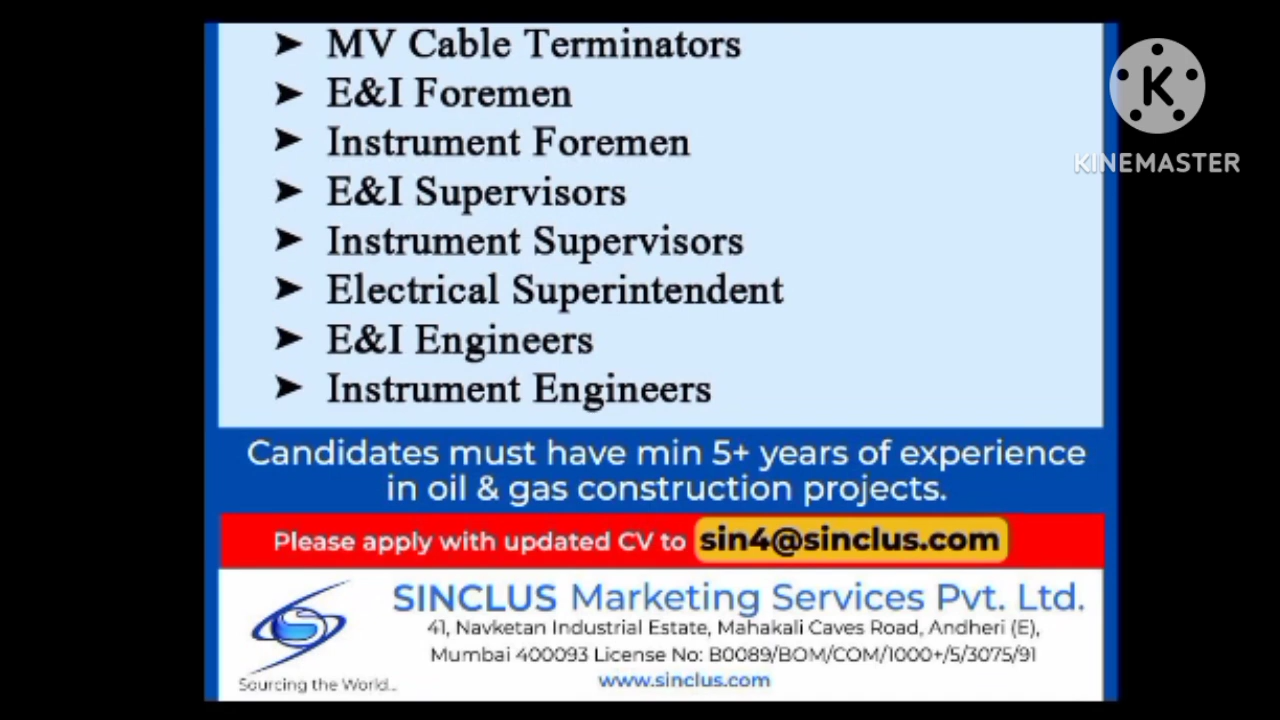 ➤ MV Cable Terminators
➤ E&I Foremen
➤ Instrument Foremen
➤ E&I Supervisors
➤ Instrument Supervisors
➤ Electrical Superintendent
➤ E&I Engineers
➤ Instrument Engineers
KINEMASTER
Candidates must have min 5+ years of experience
in oil & gas construction projects.
Please apply with updated CV to sin4@sinclus.com
SINCLUS Marketing Services Pvt. Ltd.
41, Navketan Industrial Estate, Mahakali Caves Road, Andheri (E),
Mumbai 400093 License No: B0089/BOM/COM/1000+/5/3075/91
www.sinclus.com
Sourcing the World...